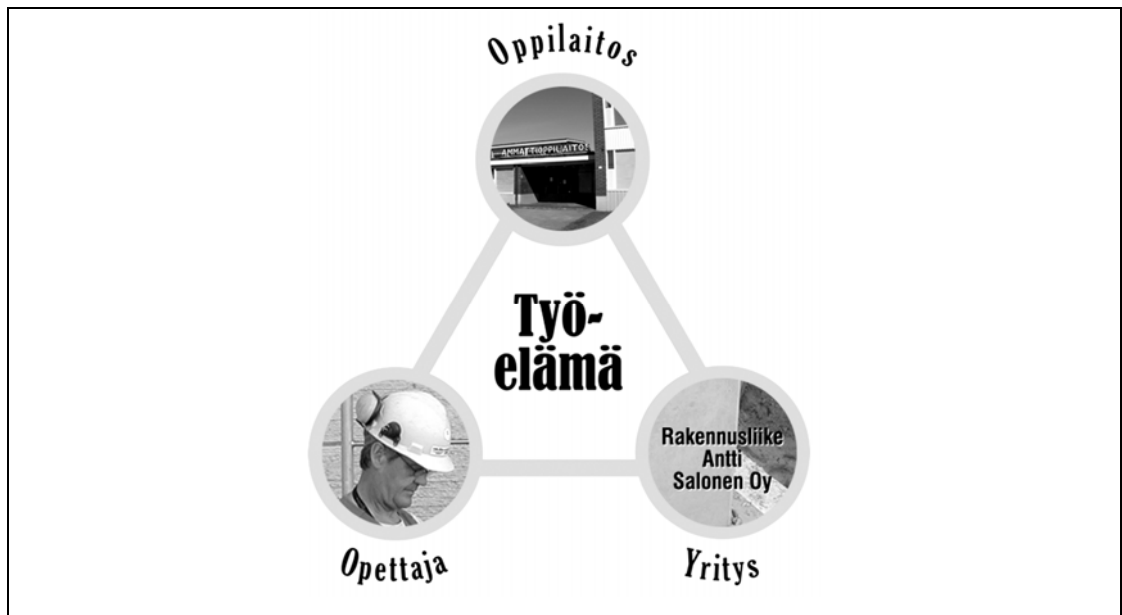 Oppilaitos
AMMATTIOPPILAITOS
Työ-
elämä
Rakennusliike
Antti
Salonen Oy
Opettaja
Yritys